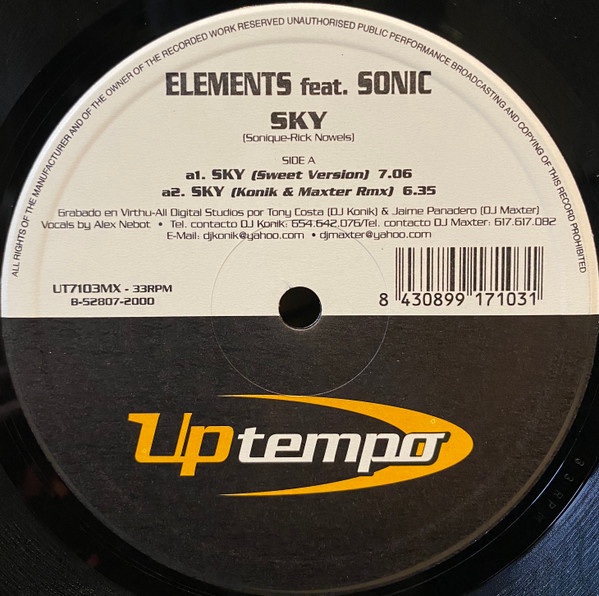 ALL RIGHTS OF THE MANUFACTURER AND OF THE OWNER OF THE RECORDED WORK RESERVED UNAUTHORISED PUBLIC PERFORMANCE BROADCASTING AND COPYING OF THIS RECORD PROHIBITED
ELEMENTS feat. SONIC
SKY
(Sonique-Rick Nowels)
SIDE A
a1. SKY (Sweet Version) 7.06
a2. SKY (Konik & Maxter Rmx) 6.35
Grabado en Virthu-All Digital Studios por Tony Costa (DJ Konik) & Jaime Panadero (DJ Maxter)
Vocals by Alex Nebot • Tel. contacto DJ Konik: 654.642.076/Tel. contacto DJ Maxter: 617.617.082
E-Mail: djkonik@yahoo.com • djmaxter@yahoo.com
UT7103MX - 33RPM
B-52807-2000
8 430899 171031
Up tempo
33 RPM